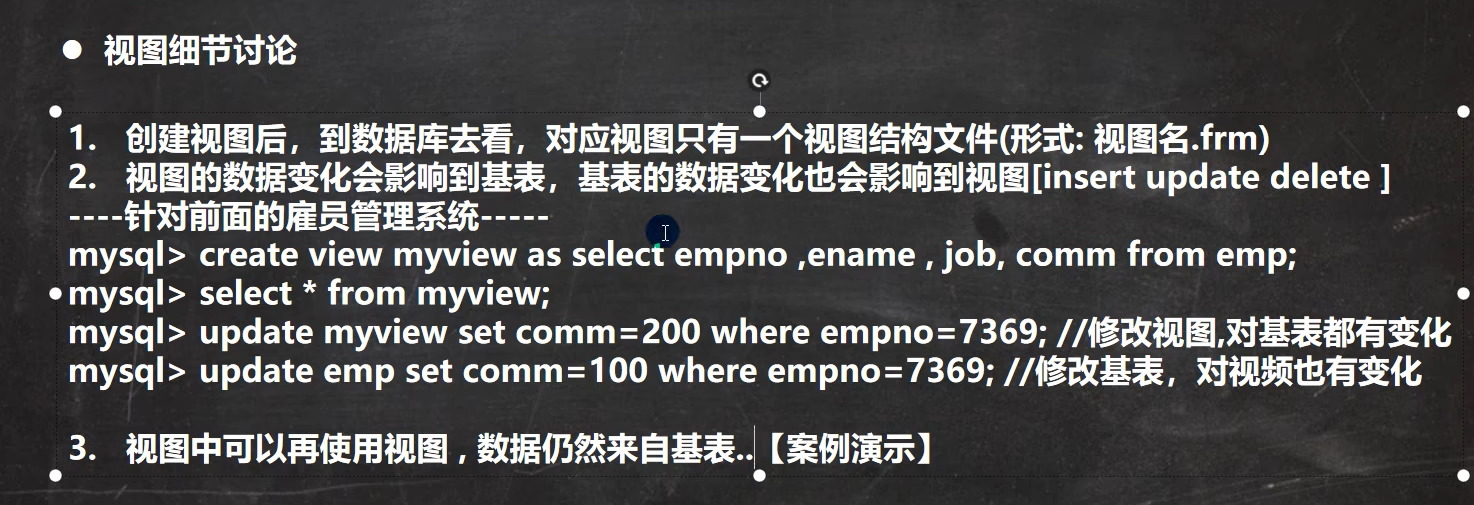 ● 视图细节讨论
1. 创建视图后，到数据库去看，对应视图只有一个视图结构文件(形式: 视图名.frm)
2. 视图的数据变化会影响到基表，基表的数据变化也会影响到视图[insert update delete ]
----针对前面的雇员管理系统-----
mysql> create view myview as select empno ,ename , job, comm from emp;
mysql> select * from myview;
mysql> update myview set comm=200 where empno=7369; //修改视图,对基表都有变化
mysql> update emp set comm=100 where empno=7369; //修改基表，对视频也有变化
3. 视图中可以再使用视图 , 数据仍然来自基表..【案例演示】